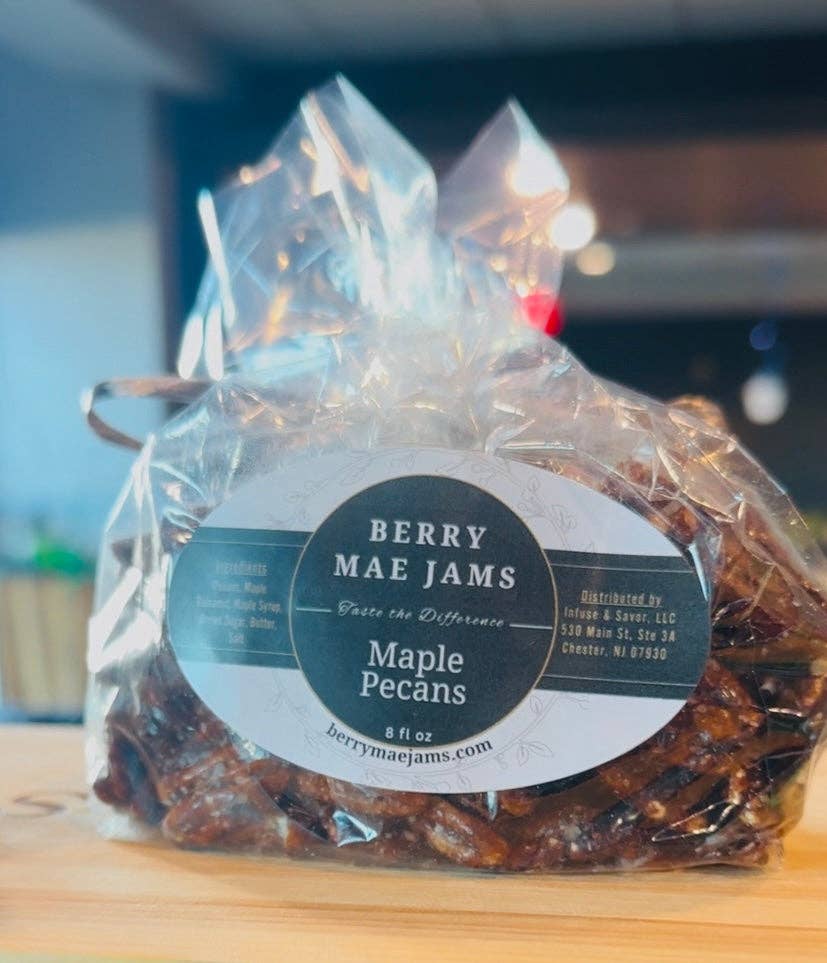 BERRY
MAE JAMS
Taste the Difference
Maple
Pecans
8 fl oz
berrymaejams.com
Ingredients
Pecans, Maple
Balsamic, Maple Syrup,
Brown Sugar, Butter,
Salt
Distributed by
Infuse & Savor, LLC
530 Main St, Ste 3A
Chester, NJ 07930